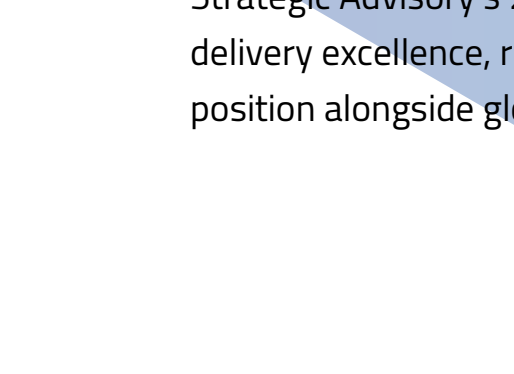 Strategic Advisory's
delivery excellence,
position alongside